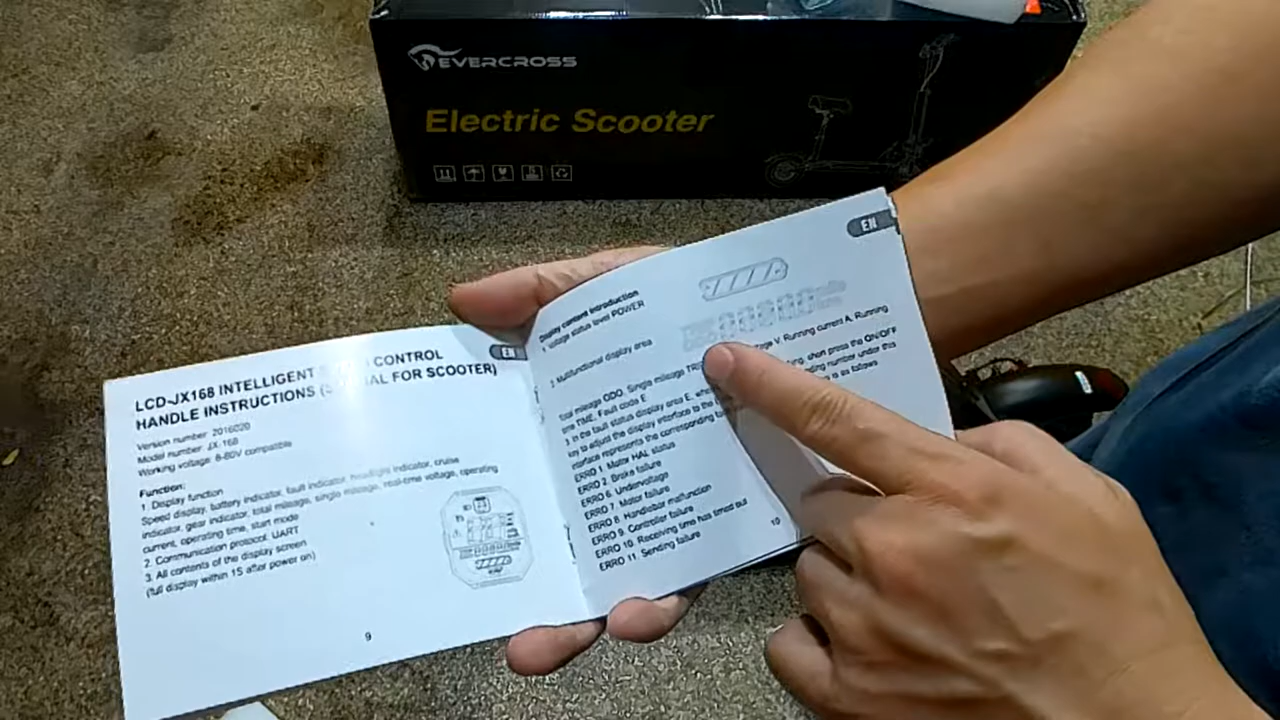 EVERCROSS
Electric Scooter
EN
LCD-JX168 INTELLIGENT CONTROL
HANDLE INSTRUCTIONS ( FOR SCOOTER)
Version number: 2016020
Model number: JX-168
Working voltage: 6-80V compatible
Function:
1. Display function
Speed display, battery indicator, fault indicator, headlight indicator, cruise
indicator, gear indicator, total mileage, single mileage, real-time voltage, operating
current, operating time, start mode
2. Communication protocol: UART
3. All contents of the display screen
(full display within 1S after power on)
9
EN
Display content introduction
voltage status level POWER
Multifunctional display area
mileage ODO, Single mileage V, Running current A, Running
TIME, Fault code E
in the fault status display area E, then press the ON/OFF
key to adjust the display interface to the number under this
interface represents the corresponding is as follows
ERRO 1. Motor HAL status
ERRO 2. Broke failure
ERRO 6. Undervoltage
ERRO 7. Motor failure
ERRO 8. Handlebar malfunction
ERRO 9. Controller failure
ERRO 10. Receiving time has timed out
ERRO 11. Sending failure
10